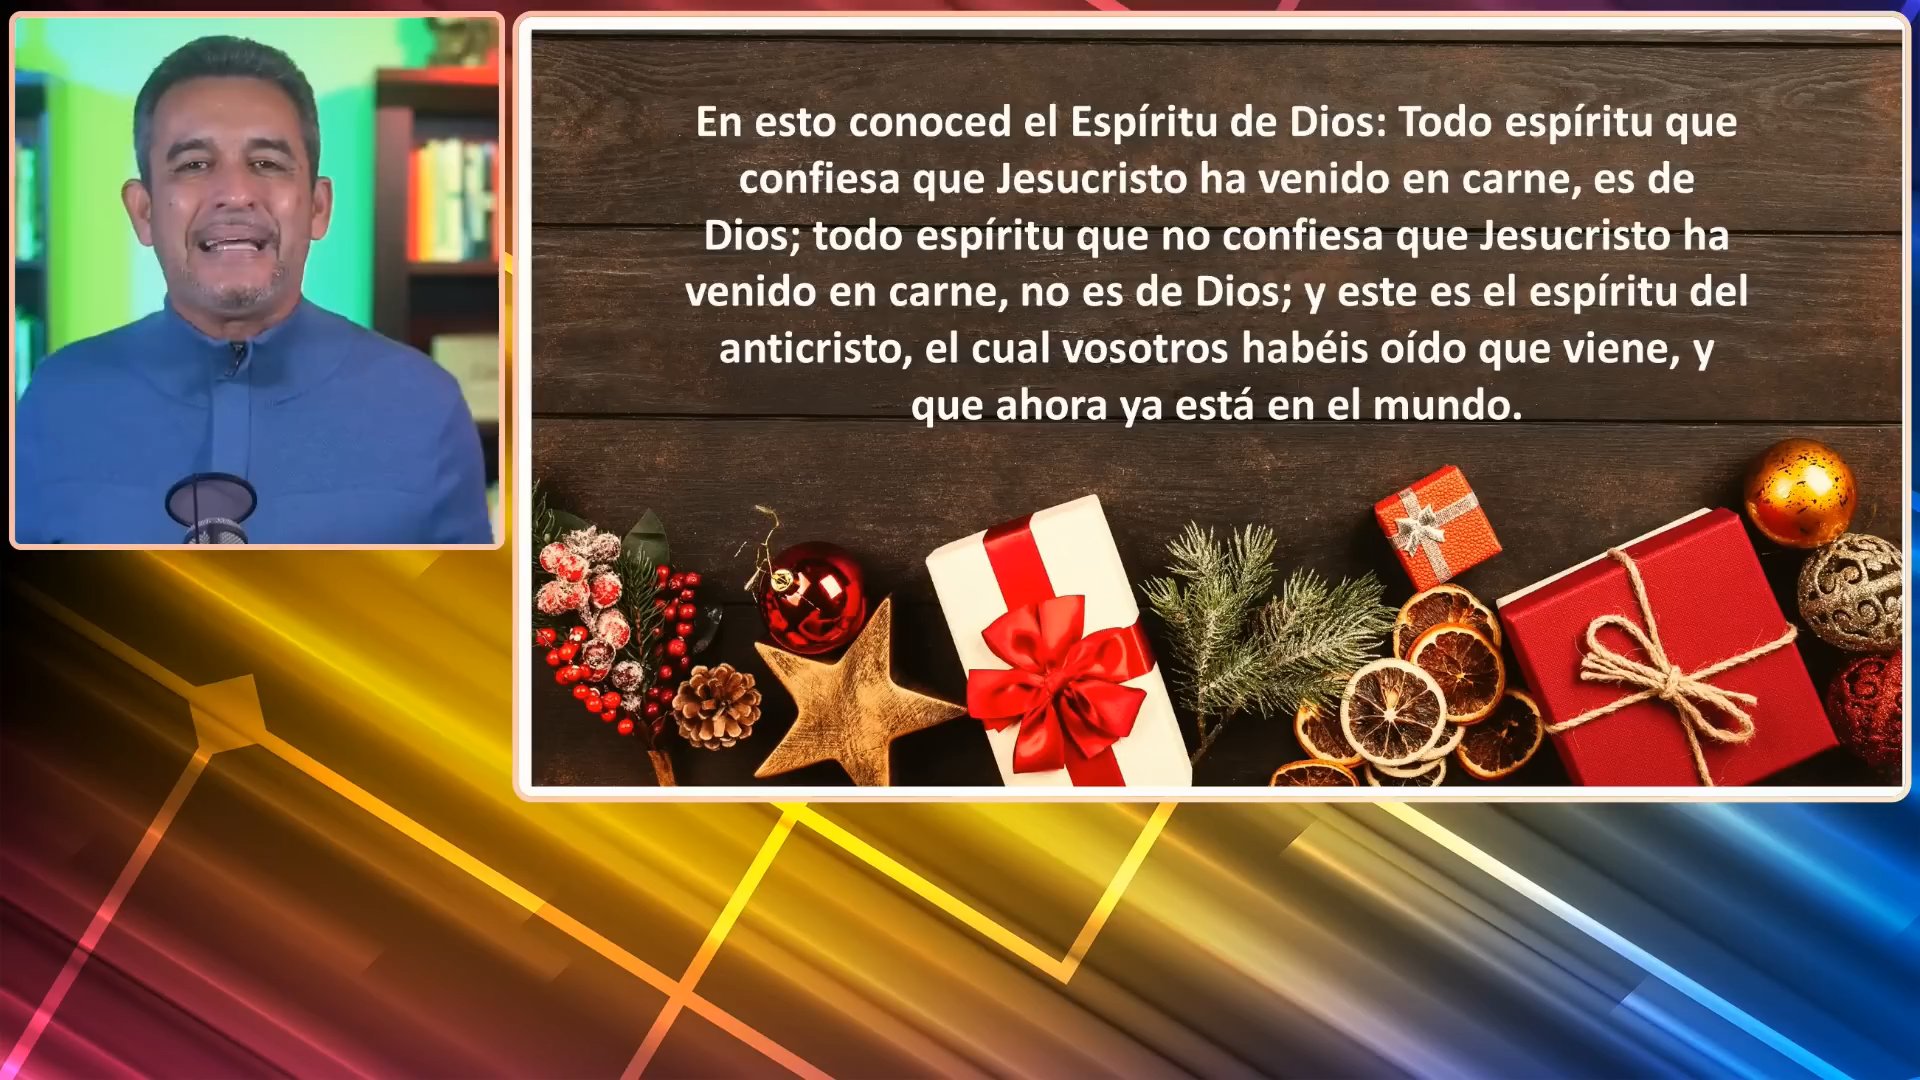 En esto conoced el Espíritu de Dios: Todo espíritu que
confiesa que Jesucristo ha venido en carne, es de
Dios; todo espíritu que no confiesa que Jesucristo ha
venido en carne, no es de Dios; y este es el espíritu del
anticristo, el cual vosotros habéis oído que viene, y
que ahora ya está en el mundo.